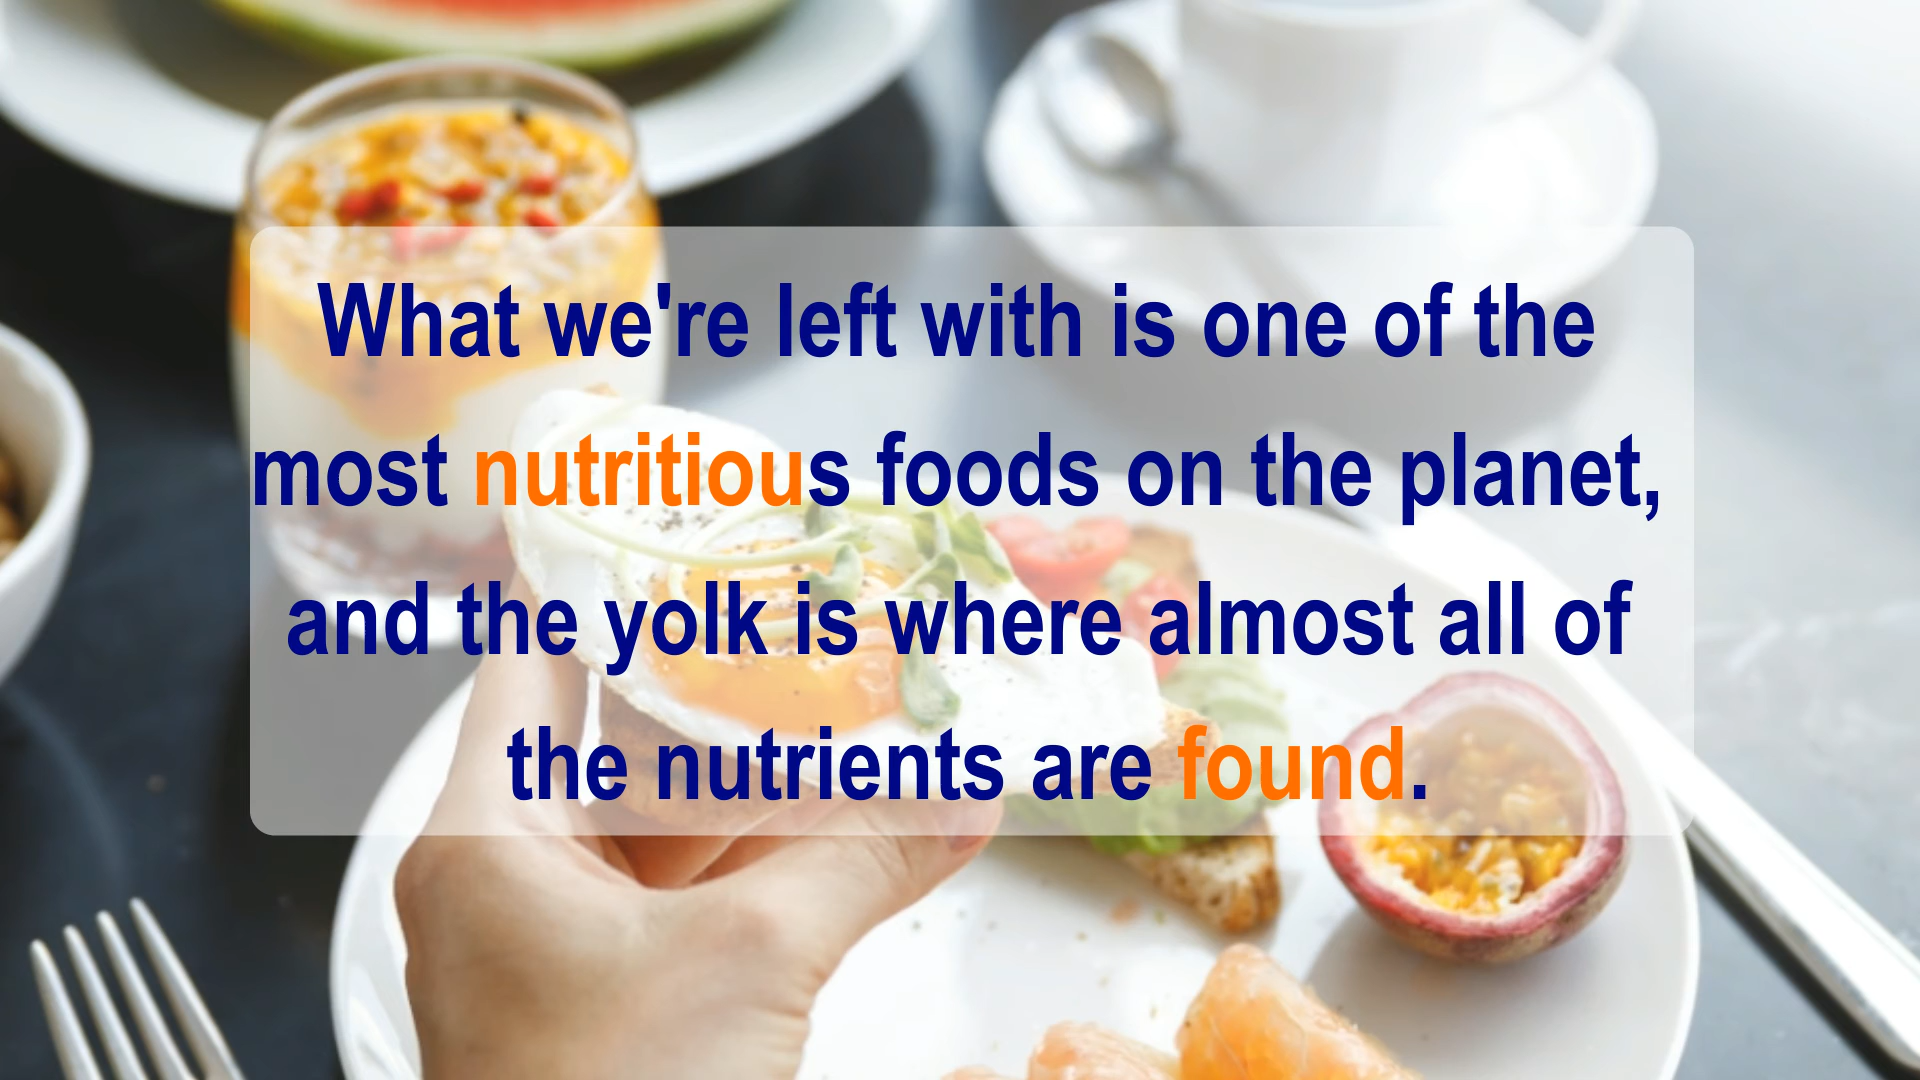 What we're left with is one of the
most nutritious foods on the planet,
and the yolk is where almost all of
the nutrients are found.